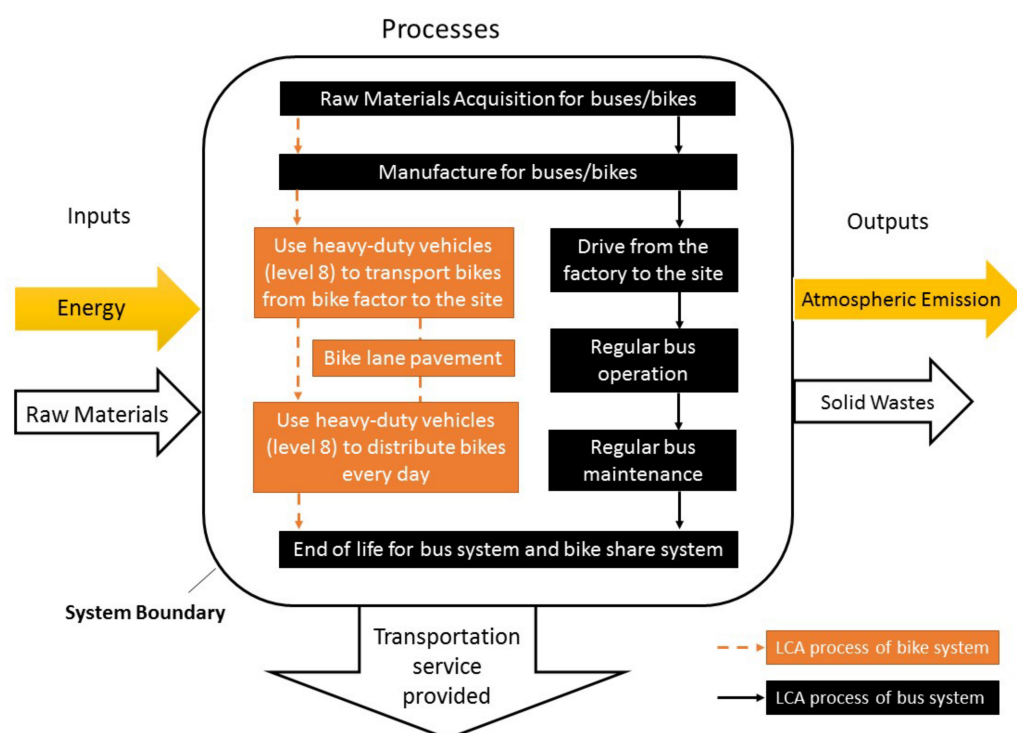 Processes
Raw Materials Acquisition for buses/bikes
Manufacture for buses/bikes
Inputs
Energy
Raw Materials
Use heavy-duty vehicles
(level 8) to transport bikes
from bike factor to the site
Bike lane pavement
Use heavy-duty vehicles
(level 8) to distribute bikes
every day
Drive from the
factory to the site
Regular bus
operation
Regular bus
maintenance
End of life for bus system and bike share system
Outputs
Atmospheric Emission
Solid Wastes
System Boundary
Transportation
service
provided
LCA process of bike system
LCA process of bus system